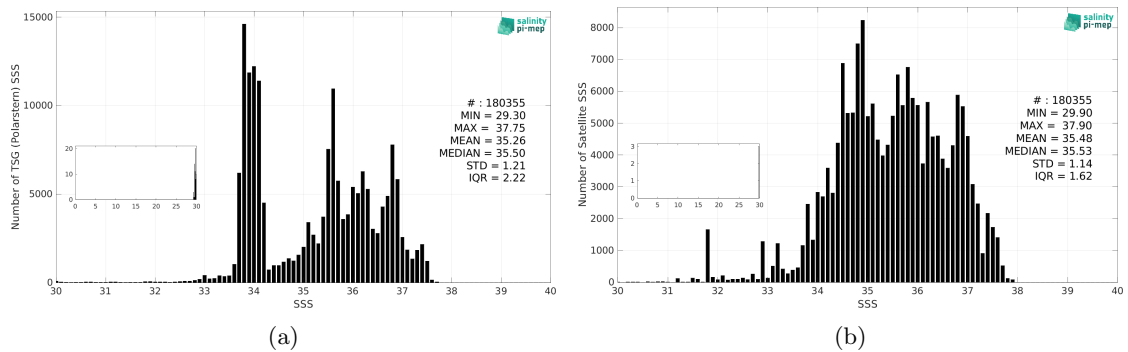 salinity
pi-mep
Number of TSG (Polarstern) SSS
15000
10000
5000
0
# : 180355
MIN = 29.30
MAX = 37.75
MEAN = 35.26
MEDIAN = 35.50
STD = 1.21
IQR = 2.22
20
10
0
0 5 10 15 20 25 30
30 31 32 33 34 35 36 37 38 39 40
SSS
(a)
salinity
pi-mep
Number of Satellite SSS
8000
7000
6000
5000
4000
3000
2000
1000
0
# : 180355
MIN = 29.90
MAX = 37.90
MEAN = 35.48
MEDIAN = 35.53
STD = 1.14
IQR = 1.62
3
2
1
0
0 5 10 15 20 25 30
30 31 32 33 34 35 36 37 38 39 40
SSS
(b)